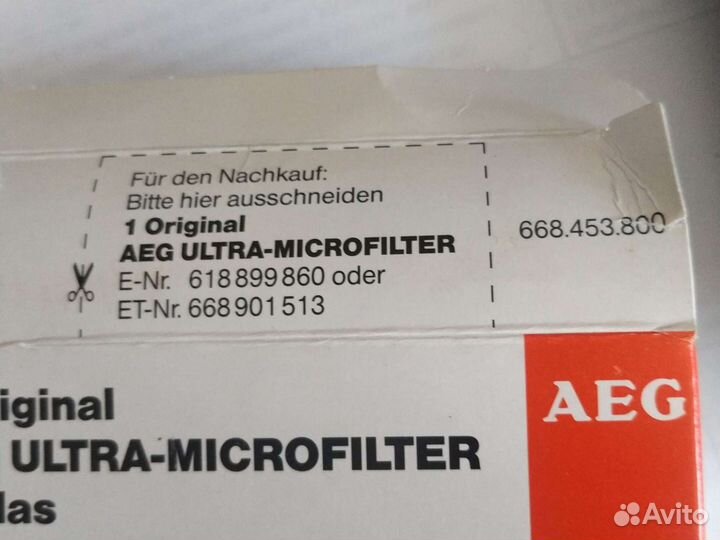 Für den Nachkauf:
Bitte hier ausschneiden
1 Original
AEG ULTRA-MICROFILTER
E-Nr. 618 899 860 oder
ET-Nr. 668 901 513
668.453.800
AEG
iginal
ULTRA-MICROFILTER
las
Avito